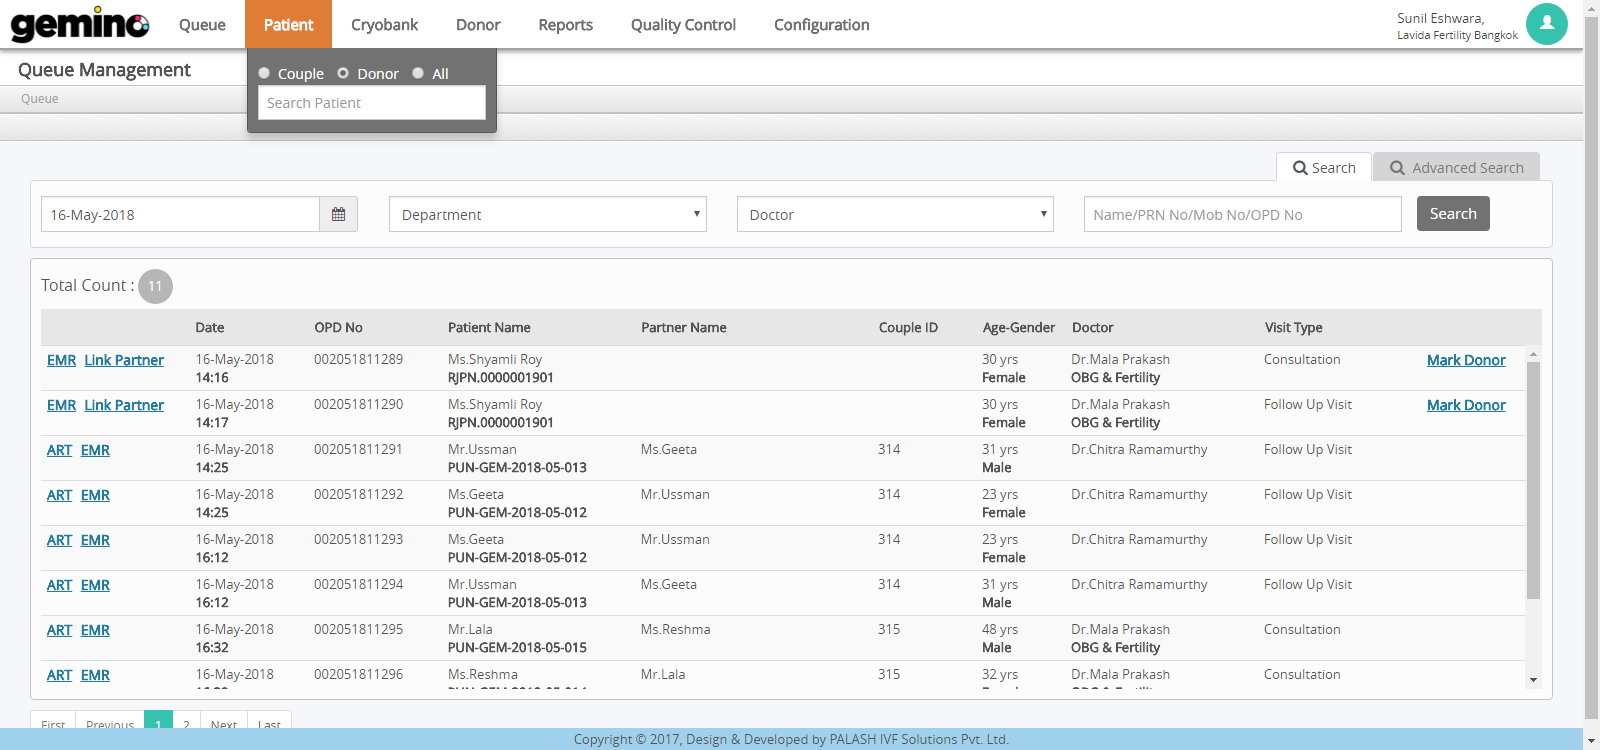 gemino Queue Patient Cryobank Donor Reports Quality Control Configuration
Sunil Eshwara,
Lavida Fertility Bangkok
Queue Management
Couple Donor All
Queue
Search Patient
Search Advanced Search
16-May-2018 Department Doctor Name/PRN No/Mob No/OPD No Search
Total Count : 11
Date OPD No Patient Name Partner Name Couple ID Age-Gender Doctor Visit Type
EMR Link Partner 16-May-2018 002051811289 Ms.Shyamli Roy 30 yrs Dr.Mala Prakash Consultation Mark Donor
14:16 RJPN.0000001901 Female OBG & Fertility
EMR Link Partner 16-May-2018 002051811290 Ms.Shyamli Roy 30 yrs Dr.Mala Prakash Follow Up Visit Mark Donor
14:17 RJPN.0000001901 Female OBG & Fertility
ART EMR 16-May-2018 002051811291 Mr.Ussman Ms.Geeta 314 31 yrs Dr.Chitra Ramamurthy Follow Up Visit
14:25 PUN-GEM-2018-05-013 Male
ART EMR 16-May-2018 002051811292 Ms.Geeta Mr.Ussman 314 23 yrs Dr.Chitra Ramamurthy Follow Up Visit
14:25 PUN-GEM-2018-05-012 Female
ART EMR 16-May-2018 002051811293 Ms.Geeta Mr.Ussman 314 23 yrs Dr.Chitra Ramamurthy Follow Up Visit
16:12 PUN-GEM-2018-05-012 Female
ART EMR 16-May-2018 002051811294 Mr.Ussman Ms.Geeta 314 31 yrs Dr.Chitra Ramamurthy Follow Up Visit
16:12 PUN-GEM-2018-05-013 Male
ART EMR 16-May-2018 002051811295 Mr.Lala Ms.Reshma 315 48 yrs Dr.Mala Prakash Consultation
16:32 PUN-GEM-2018-05-015 Male OBG & Fertility
ART EMR 16-May-2018 002051811296 Ms.Reshma Mr.Lala 315 32 yrs Dr.Mala Prakash Consultation
First Previous 1 2 Next Last
Copyright © 2017, Design & Developed by PALASH IVF Solutions Pvt. Ltd.